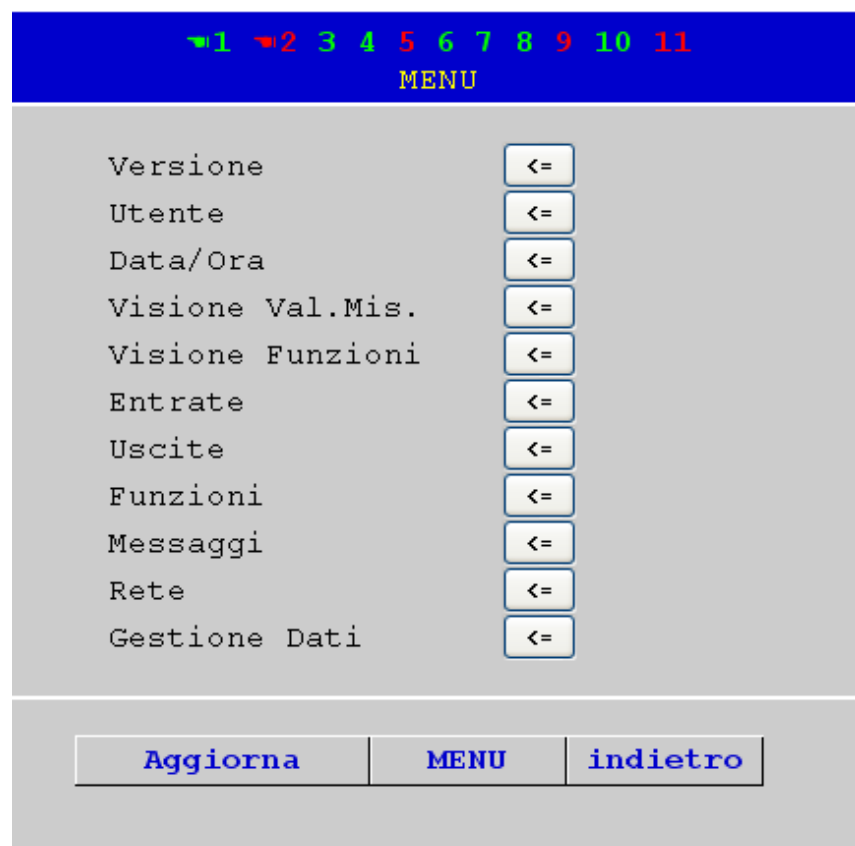 ☚1 ☚2 3 4 5 6 7 8 9 10 11
MENU
Versione <=
Utente <=
Data/Ora <=
Visione Val.Mis. <=
Visione Funzioni <=
Entrate <=
Uscite <=
Funzioni <=
Messaggi <=
Rete <=
Gestione Dati <=
Aggiorna MENU indietro